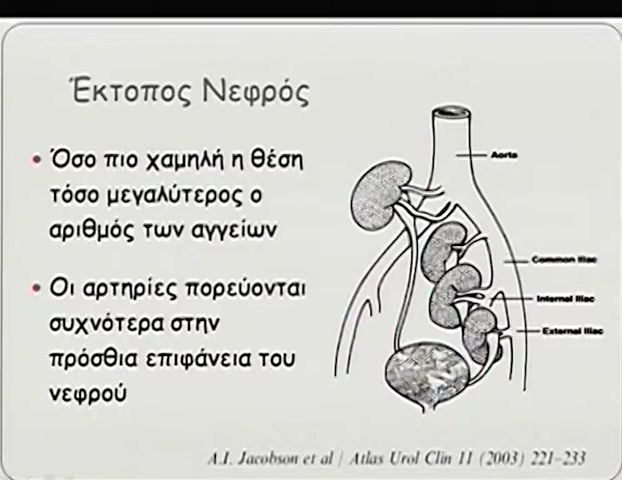 Έκτοπος Νεφρός
• Όσο πιο χαμηλή η θέση
τόσο μεγαλύτερος ο
αριθμός των αγγείων
• Οι αρτηρίες πορεύονται
συχνότερα στην
πρόσθια επιφάνεια του
νεφρού
Aorta
Common Iliac
Internal Iliac
External Iliac
A.I. Jacobson et al / Atlas Urol Clin 11 (2003) 221–233